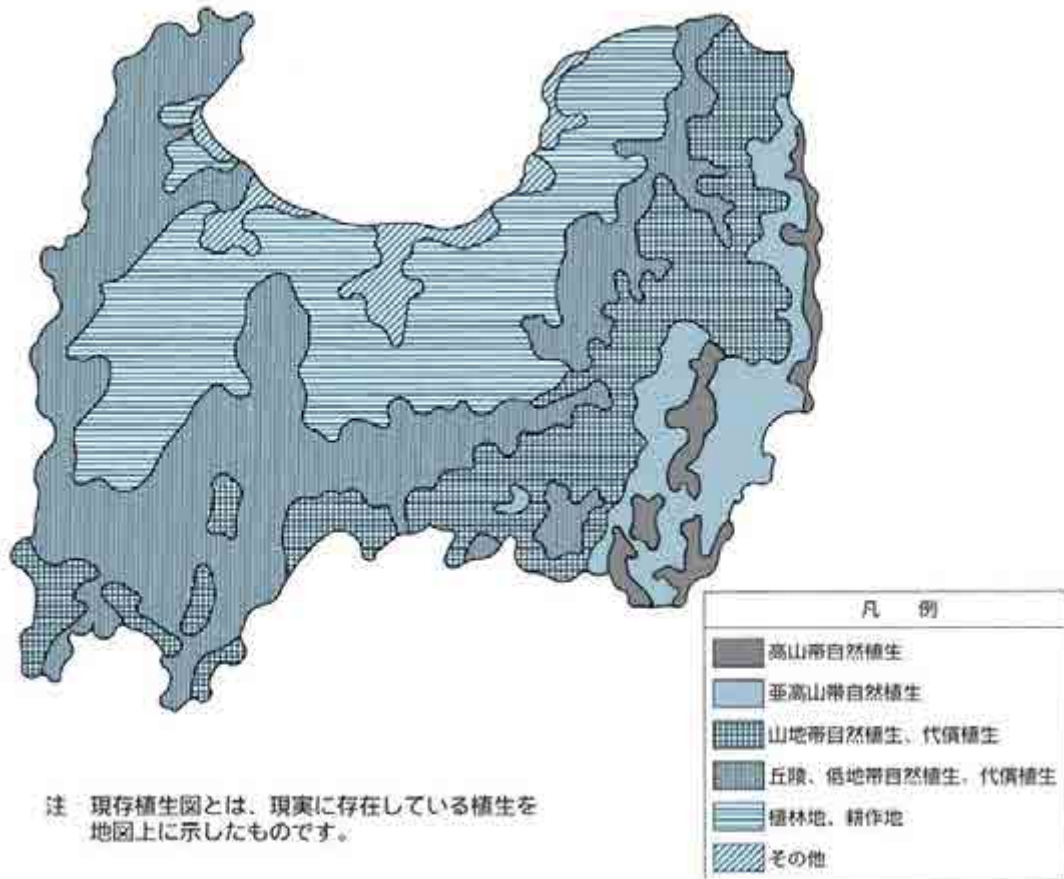 凡 例
高山帯自然植生
亜高山帯自然植生
山地帯自然植生、代償植生
丘陵、低地帯自然植生、代償植生
植林地、耕作地
その他
注 現存植生図とは、現実に存在している植生を
地図上に示したものです。